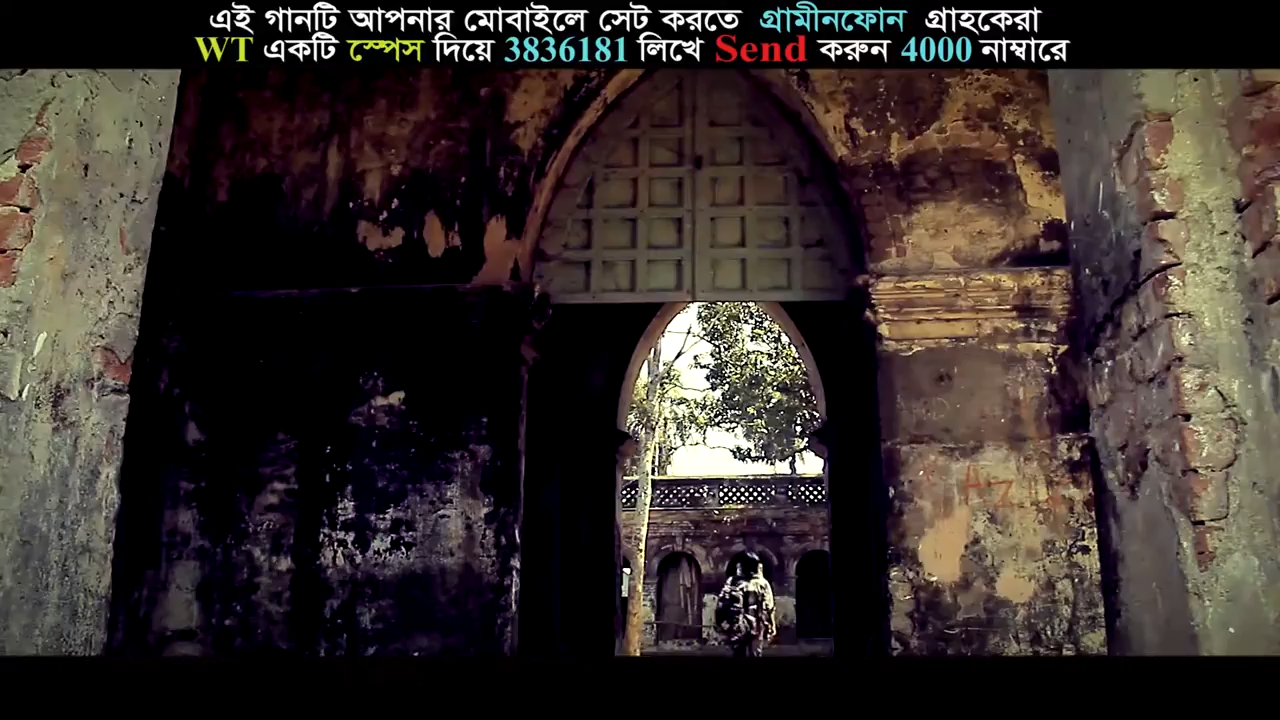 এই গানটি আপনার মোবাইলে সেট করতে গ্রামীনফোন গ্রাহকেরা
WT একটি স্পেস দিয়ে 3836181 লিখে Send করুন 4000 নাম্বারে